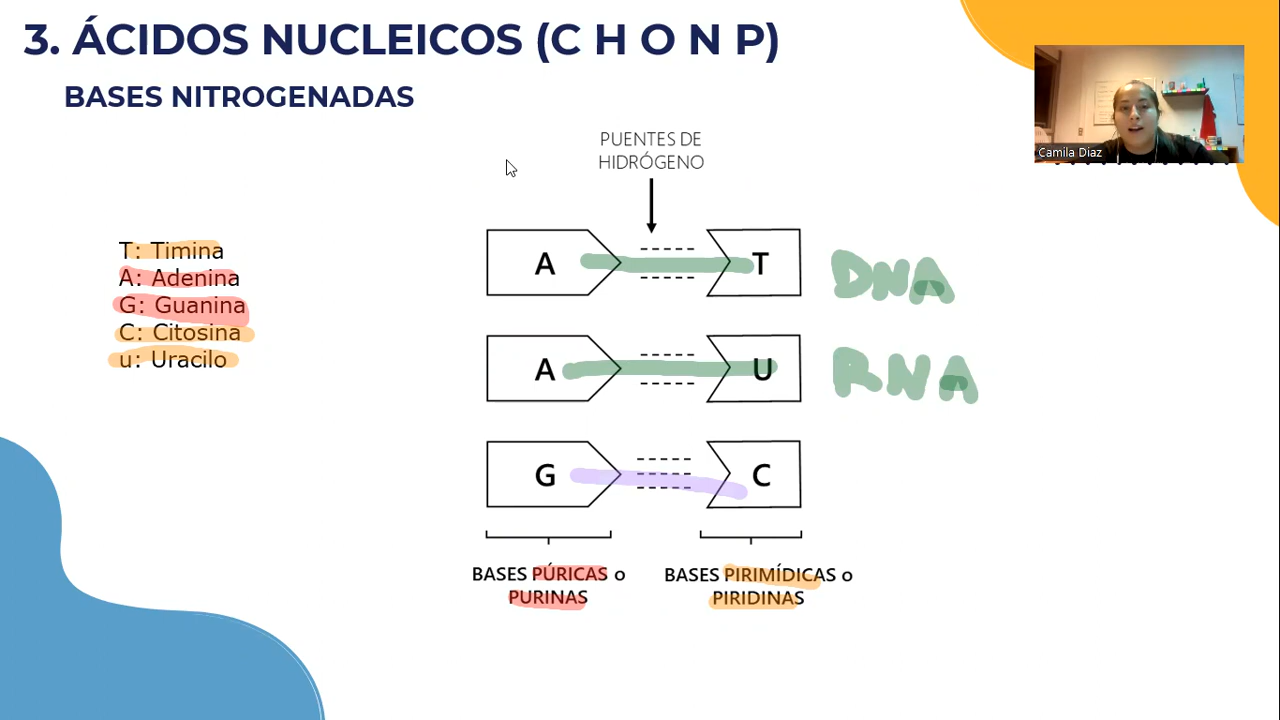 3. ÁCIDOS NUCLEICOS (C H O N P)
BASES NITROGENADAS
Camila Diaz
PUENTES DE
HIDRÓGENO
T: Timina
A: Adenina
G: Guanina
C: Citosina
u: Uracilo
A T DNA
A U RNA
G C
BASES PÚRICAS o
PURINAS
BASES PIRIMÍDICAS o
PIRIDINAS